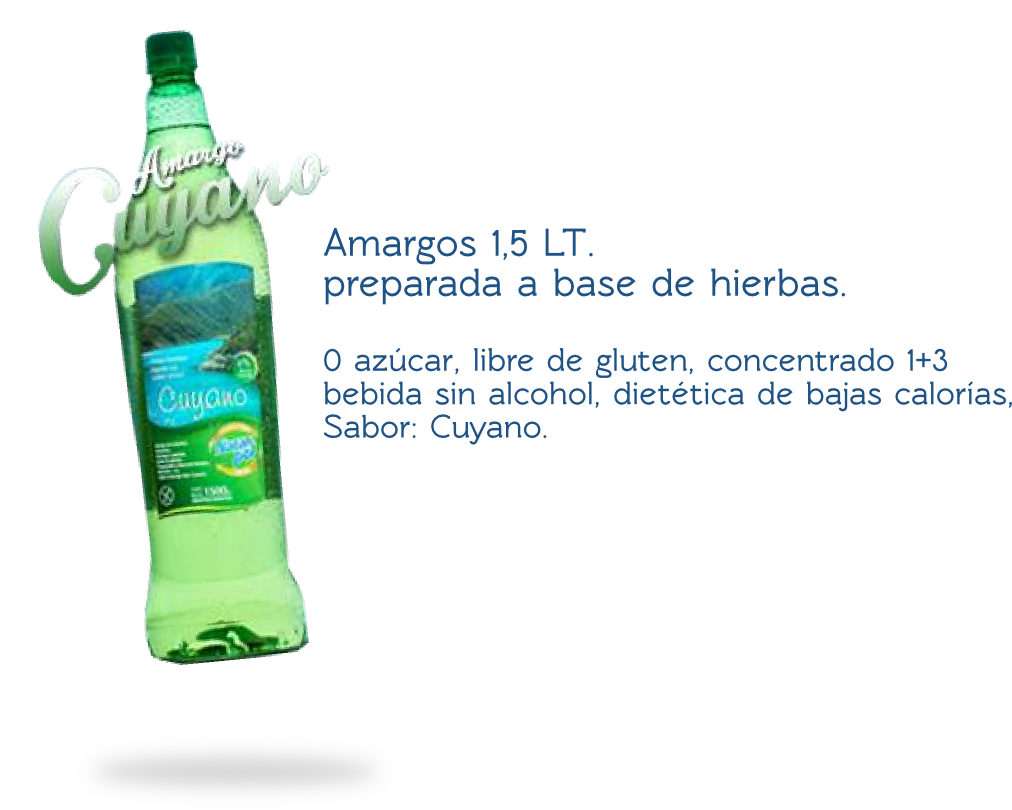 Amargo
Cuyano
Amargos 1,5 LT.
preparada a base de hierbas.
0 azúcar, libre de gluten, concentrado 1+3
bebida sin alcohol, dietética de bajas calorías,
Sabor: Cuyano.
Cuyano
1500